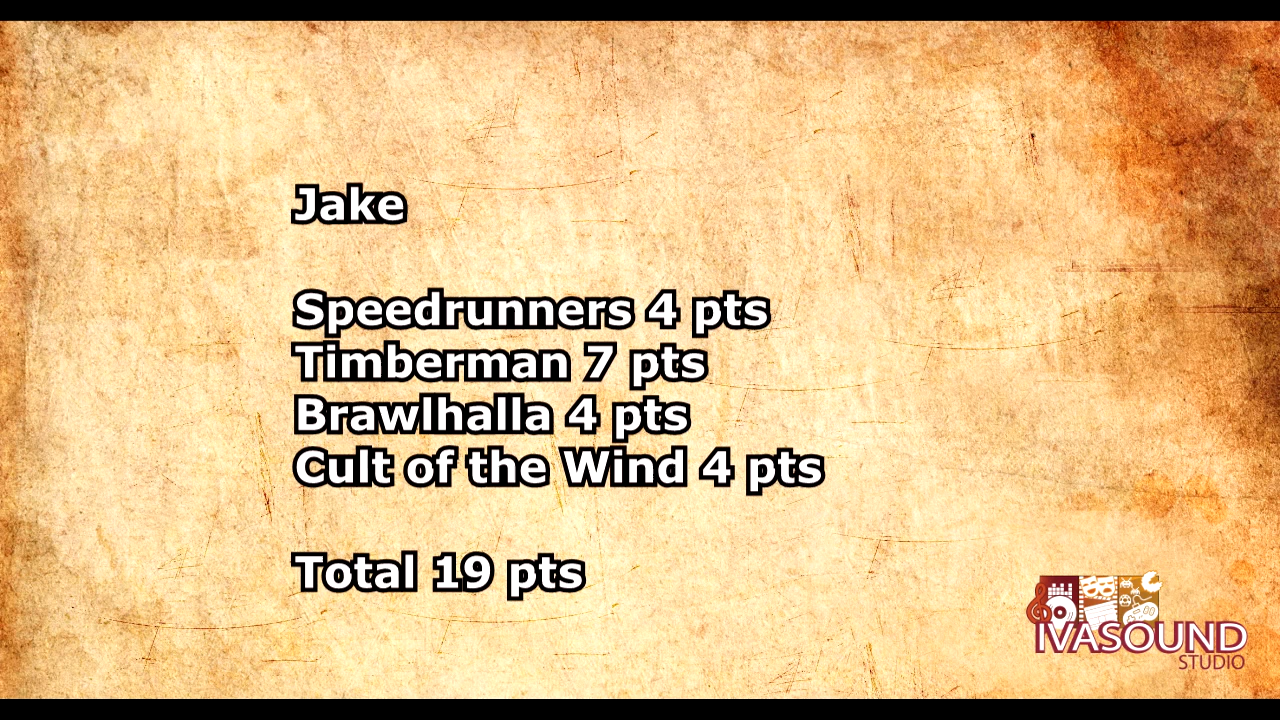 Jake
Speedrunners 4 pts
Timberman 7 pts
Brawlhalla 4 pts
Cult of the Wind 4 pts
Total 19 pts
IVASOUND
STUDIO